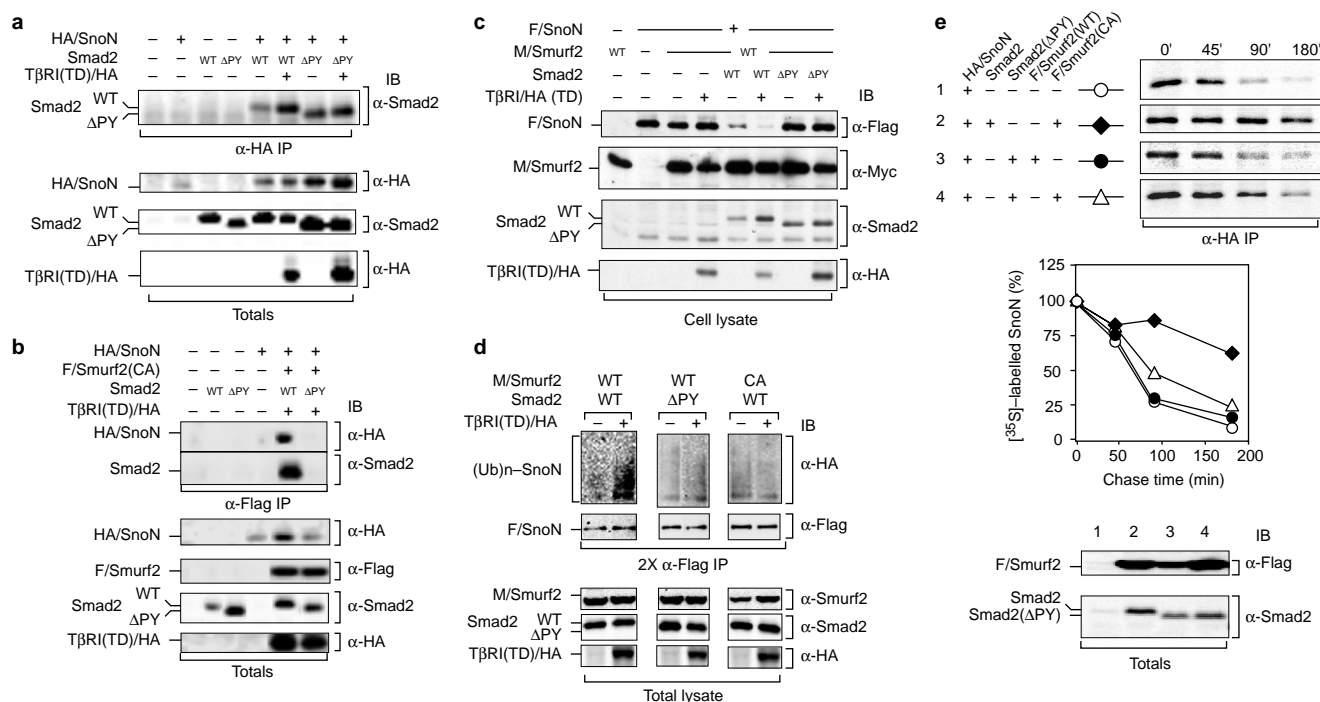 a
HA/SnoN – + – – + + + +
Smad2 – – WT ΔPY WT WT ΔPY ΔPY
TβRI(TD)/HA – – – – – + – + IB
Smad2 WT
ΔPY
α-Smad2
α-HA IP
HA/SnoN α-HA
Smad2 WT
ΔPY
α-Smad2
TβRI(TD)/HA α-HA
Totals
b
HA/SnoN – – – + + +
F/Smurf2(CA) – – – – + +
Smad2 – WT ΔPY – WT ΔPY
TβRI(TD)/HA – – – – + + IB
HA/SnoN α-HA
Smad2 α-Smad2
α-Flag IP
HA/SnoN α-HA
F/Smurf2 α-Flag
Smad2 WT
ΔPY
α-Smad2
TβRI(TD)/HA α-HA
Totals
c
F/SnoN – +
M/Smurf2 WT – WT
Smad2 – – – – WT WT ΔPY ΔPY
TβRI/HA (TD) – – – + – + – + IB
F/SnoN α-Flag
M/Smurf2 α-Myc
Smad2 WT
ΔPY
α-Smad2
TβRI(TD)/HA α-HA
Cell lysate
d
M/Smurf2 WT WT CA
Smad2 WT ΔPY WT
TβRI(TD)/HA – + – + – + IB
(Ub)n–SnoN α-HA
F/SnoN α-Flag
2X α-Flag IP
M/Smurf2 α-Smurf2
Smad2 WT
ΔPY
α-Smad2
TβRI(TD)/HA α-HA
Total lysate
e
HA/SnoN
Smad2
Smad2(ΔPY)
F/Smurf2(WT)
F/Smurf2(CA)
0' 45' 90' 180'
1 +
2 + + – – +
3 + – + + –
4 + – + – +
α-HA IP
[³⁵S]–labelled SnoN (%)
125
100
75
50
25
0
0 50 100 150 200
Chase time (min)
1 2 3 4 IB
F/Smurf2 α-Flag
Smad2
Smad2(ΔPY)
α-Smad2
Totals